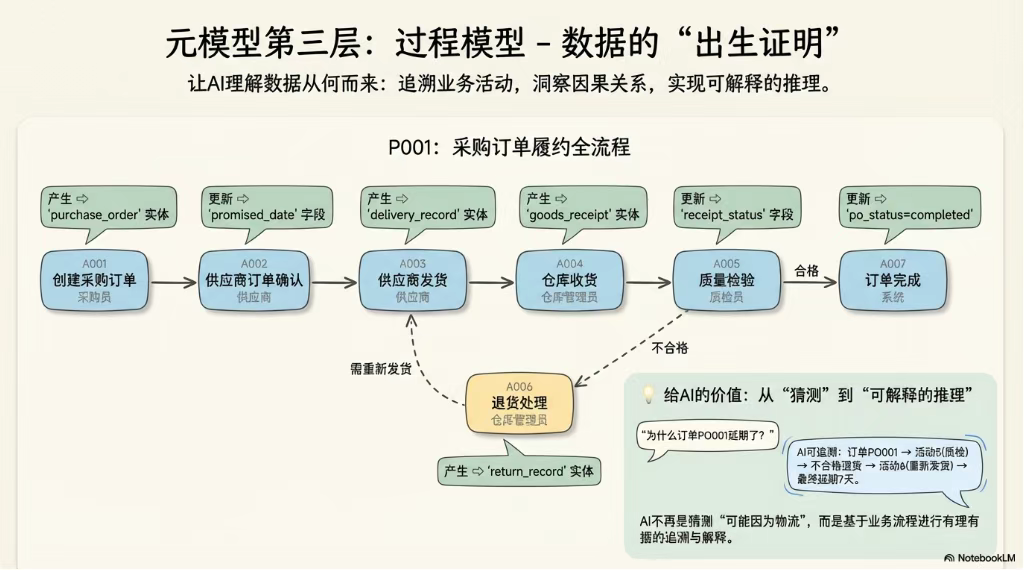 元模型第三层：过程模型 – 数据的“出生证明”
让AI理解数据从何而来：追溯业务活动，洞察因果关系，实现可解释的推理。
P001：采购订单履约全流程
产生 ⇨
'purchase_order' 实体
更新 ⇨
'promised_date' 字段
产生 ⇨
'delivery_record' 实体
产生 ⇨
'goods_receipt' 实体
更新 ⇨
'receipt_status' 字段
更新 ⇨
'po_status=completed'
A001
创建采购订单
采购员
A002
供应商订单确认
供应商
A003
供应商发货
供应商
A004
仓库收货
仓库管理员
A005
质量检验
质检员
合格
A007
订单完成
系统
需重新发货
不合格
A006
退货处理
仓库管理员
产生 ⇨ 'return_record' 实体
给AI的价值：从“猜测”到“可解释的推理”
“为什么订单PO001延期了？”
AI可追溯：订单PO001 → 活动5(质检)
→ 不合格退货 → 活动6(重新发货) →
最终延期7天。
AI不再是猜测“可能因为物流”，而是基于业务流程进行有理有
据的追溯与解释。
NotebookLM